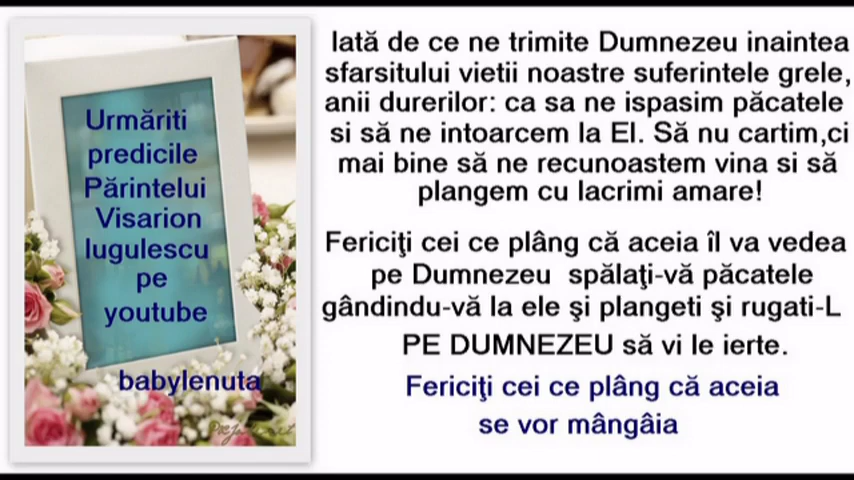 Urmăriti
predicile
Părintelui
Visarion
Iugulescu
pe
youtube
babylenuta
Iată de ce ne trimite Dumnezeu inaintea
sfarsitului vietii noastre suferintele grele,
anii durerilor: ca sa ne ispasim păcatele
si să ne intoarcem la El. Să nu cartim,ci
mai bine să ne recunoastem vina si să
plangem cu lacrimi amare!
Fericiţi cei ce plâng că aceia îl va vedea
pe Dumnezeu spălaţi-vă păcatele
gândindu-vă la ele şi plangeti şi rugati-L
PE DUMNEZEU să vi le ierte.
Fericiţi cei ce plâng că aceia
se vor mângâia